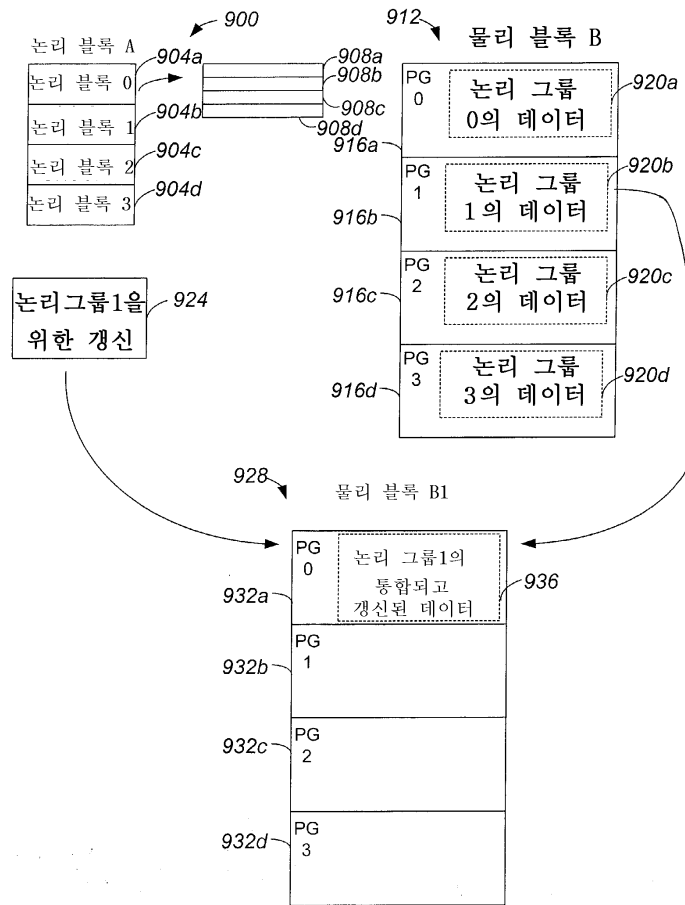 논리 블록 A
900
904a
논리 블록 0
904b
논리 블록 1
904c
논리 블록 2
904d
논리 블록 3
908a
908b
908c
908d
912
물리 블록 B
PG
0
논리 그룹
0의 데이터
920a
916a
PG
1
논리 그룹
1의 데이터
920b
916b
PG
2
논리 그룹
2의 데이터
920c
916c
PG
3
논리 그룹
3의 데이터
920d
916d
논리그룹1을
위한 갱신
924
928
물리 블록 B1
PG
0
논리 그룹1의
통합되고
갱신된 데이터
936
932a
PG
1
932b
PG
2
932c
PG
3
932d